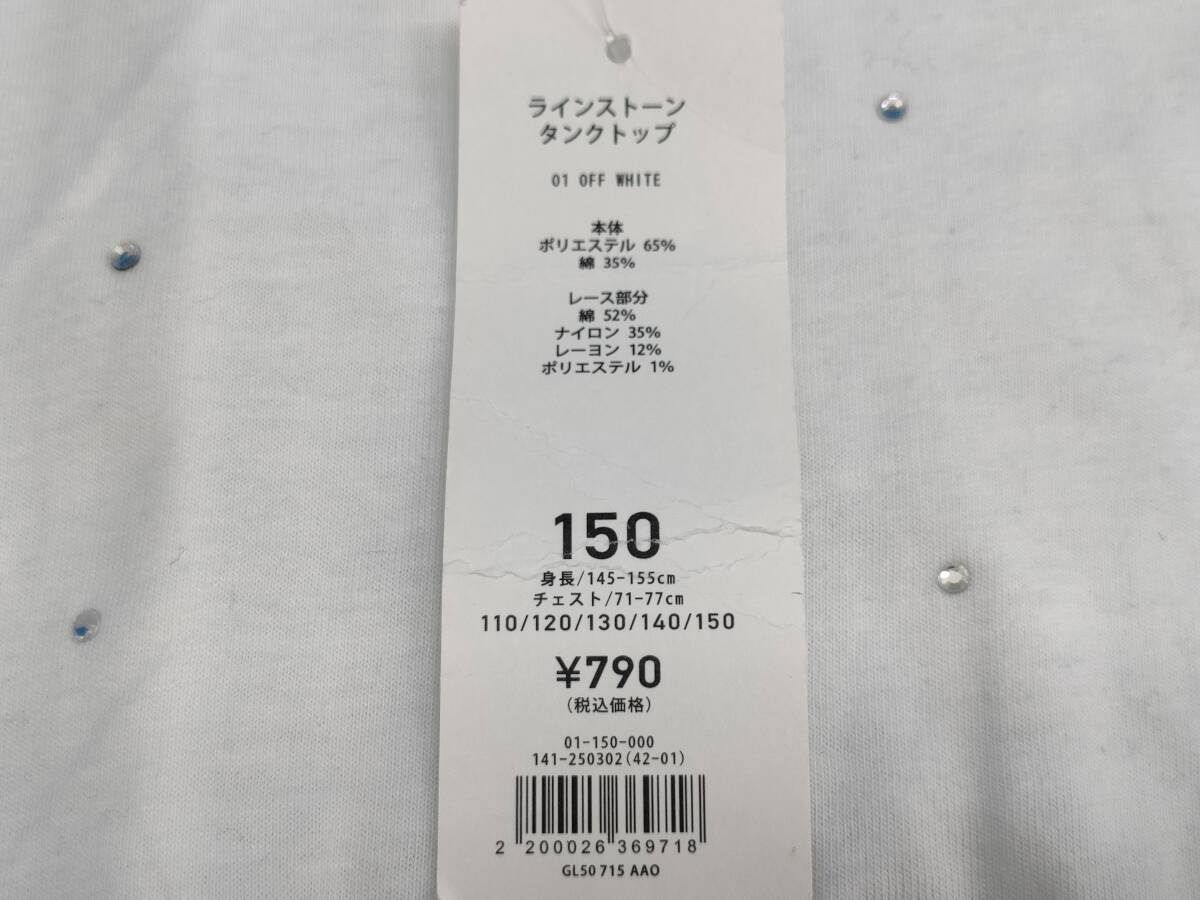 ラインストーン
タンクトップ
01 OFF WHITE
本体
ポリエステル 65%
綿 35%
レース部分
綿 52%
ナイロン 35%
レーヨン 12%
ポリエステル 1%
150
身長/145-155cm
チェスト/71-77cm
110/120/130/140/150
¥790
(税込価格)
01-150-000
141-250302(42-01)
2 200026 369718
GL50 715 AAO